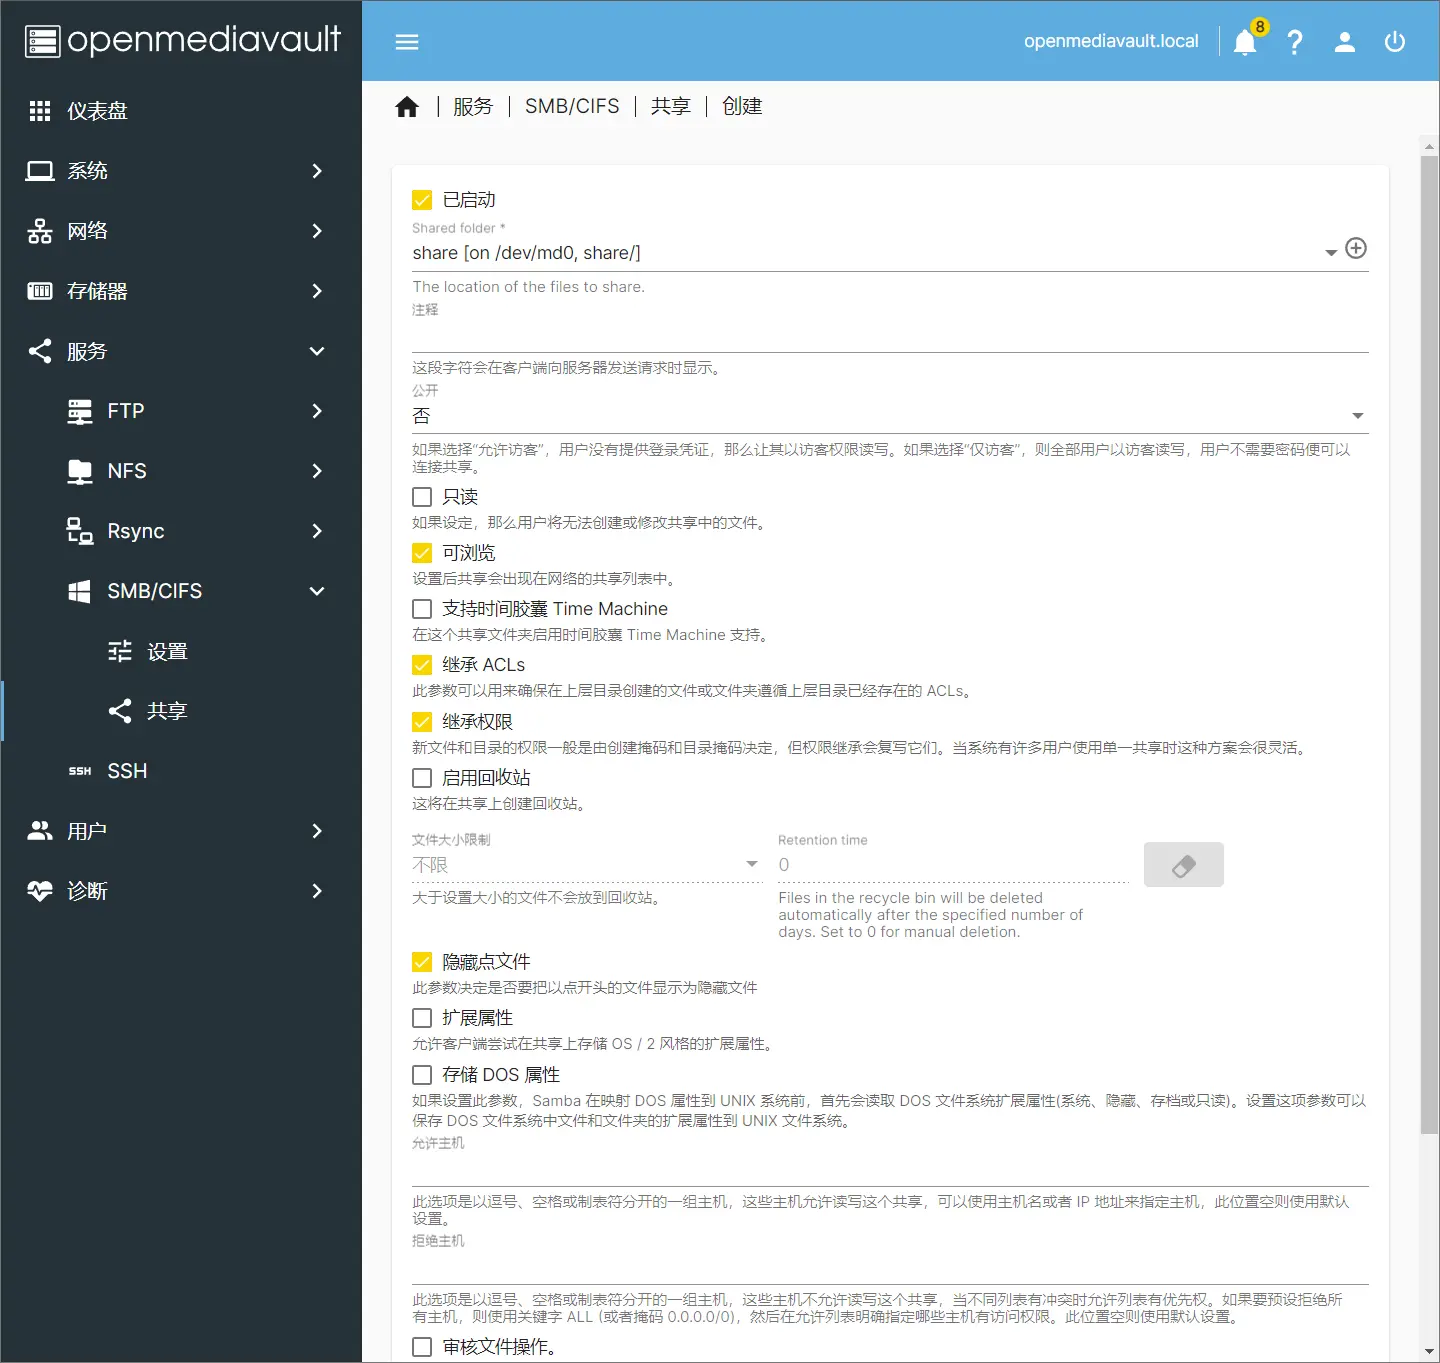 openmediavault
openmediavault.local
8
仪表盘
系统
网络
存储器
服务
FTP
NFS
Rsync
SMB/CIFS
设置
共享
SSH
用户
诊断
服务 | SMB/CIFS | 共享 | 创建
已启动
Shared folder *
share [on /dev/md0, share/]
The location of the files to share.
注释
这段字符会在客户端向服务器发送请求时显示。
公开
否
如果选择“允许访客”，用户没有提供登录凭证，那么让其以访客权限读写。如果选择“仅访客”，则全部用户以访客读写，用户不需要密码便可以
连接共享。
只读
如果设定，那么用户将无法创建或修改共享中的文件。
可浏览
设置后共享会出现在网络的共享列表中。
支持时间胶囊 Time Machine
在这个共享文件夹启用时间胶囊 Time Machine 支持。
继承 ACLs
此参数可以用来确保在上层目录创建的文件或文件夹遵循上层目录已经存在的 ACLs。
继承权限
新文件和目录的权限一般是由创建掩码和目录掩码决定，但权限继承会复写它们。当系统有许多用户使用单一共享时这种方案会很灵活。
启用回收站
这将在共享上创建回收站。
文件大小限制
不限
大于设置大小的文件不会放到回收站。
Retention time
0
Files in the recycle bin will be deleted
automatically after the specified number of
days. Set to 0 for manual deletion.
隐藏点文件
此参数决定是否要把以点开头的文件显示为隐藏文件
扩展属性
允许客户端尝试在共享上存储 OS / 2 风格的扩展属性。
存储 DOS 属性
如果设置此参数，Samba 在映射 DOS 属性到 UNIX 系统前，首先会读取 DOS 文件系统扩展属性(系统、隐藏、存档或只读)。设置这项参数可以
保存 DOS 文件系统中文件和文件夹的扩展属性到 UNIX 文件系统。
允许主机
此选项是以逗号、空格或制表符分开的一组主机，这些主机允许读写这个共享，可以使用主机名或者 IP 地址来指定主机，此位置空则使用默认
设置。
拒绝主机
此选项是以逗号、空格或制表符分开的一组主机，这些主机不允许读写这个共享，当不同列表有冲突时允许列表有优先权。如果要预设拒绝所
有主机，则使用关键字 ALL (或者掩码 0.0.0.0/0)，然后在允许列表明确指定哪些主机有访问权限。此位置空则使用默认设置。
审核文件操作。